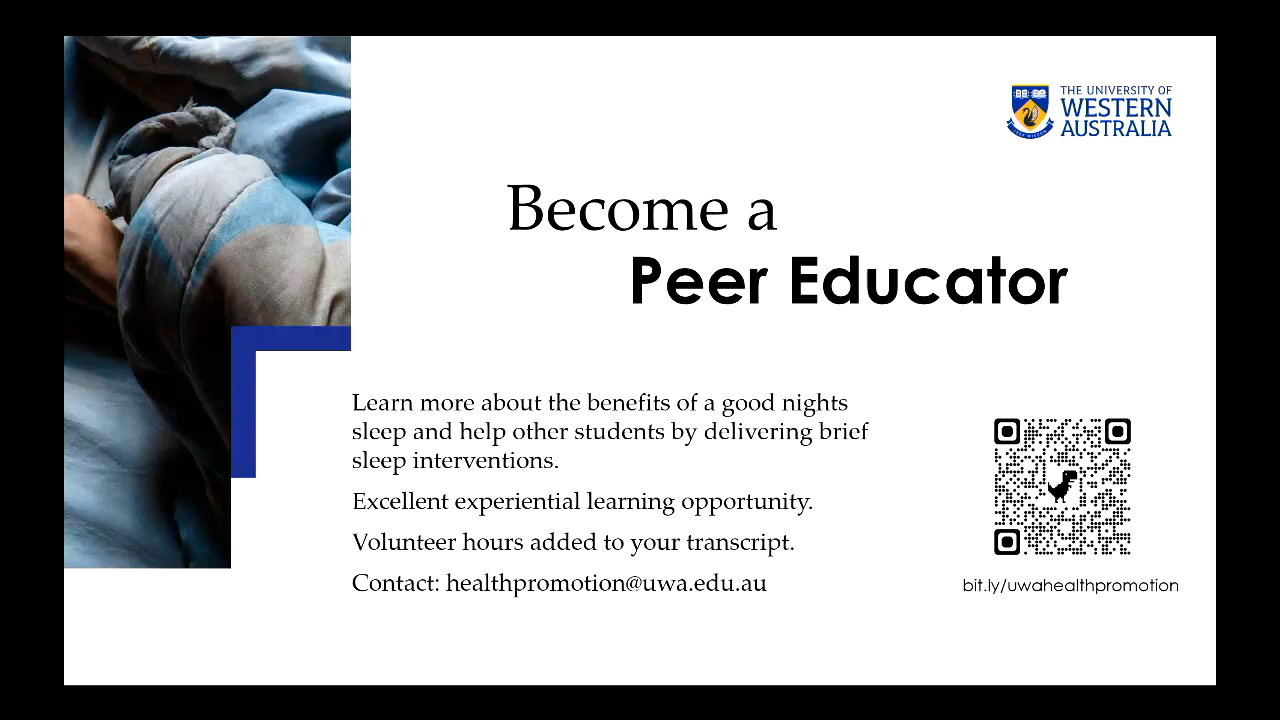 THE UNIVERSITY OF
WESTERN
AUSTRALIA
Become a
Peer Educator
Learn more about the benefits of a good nights
sleep and help other students by delivering brief
sleep interventions.
Excellent experiential learning opportunity.
Volunteer hours added to your transcript.
Contact: healthpromotion@uwa.edu.au
bit.ly/uwahealthpromotion